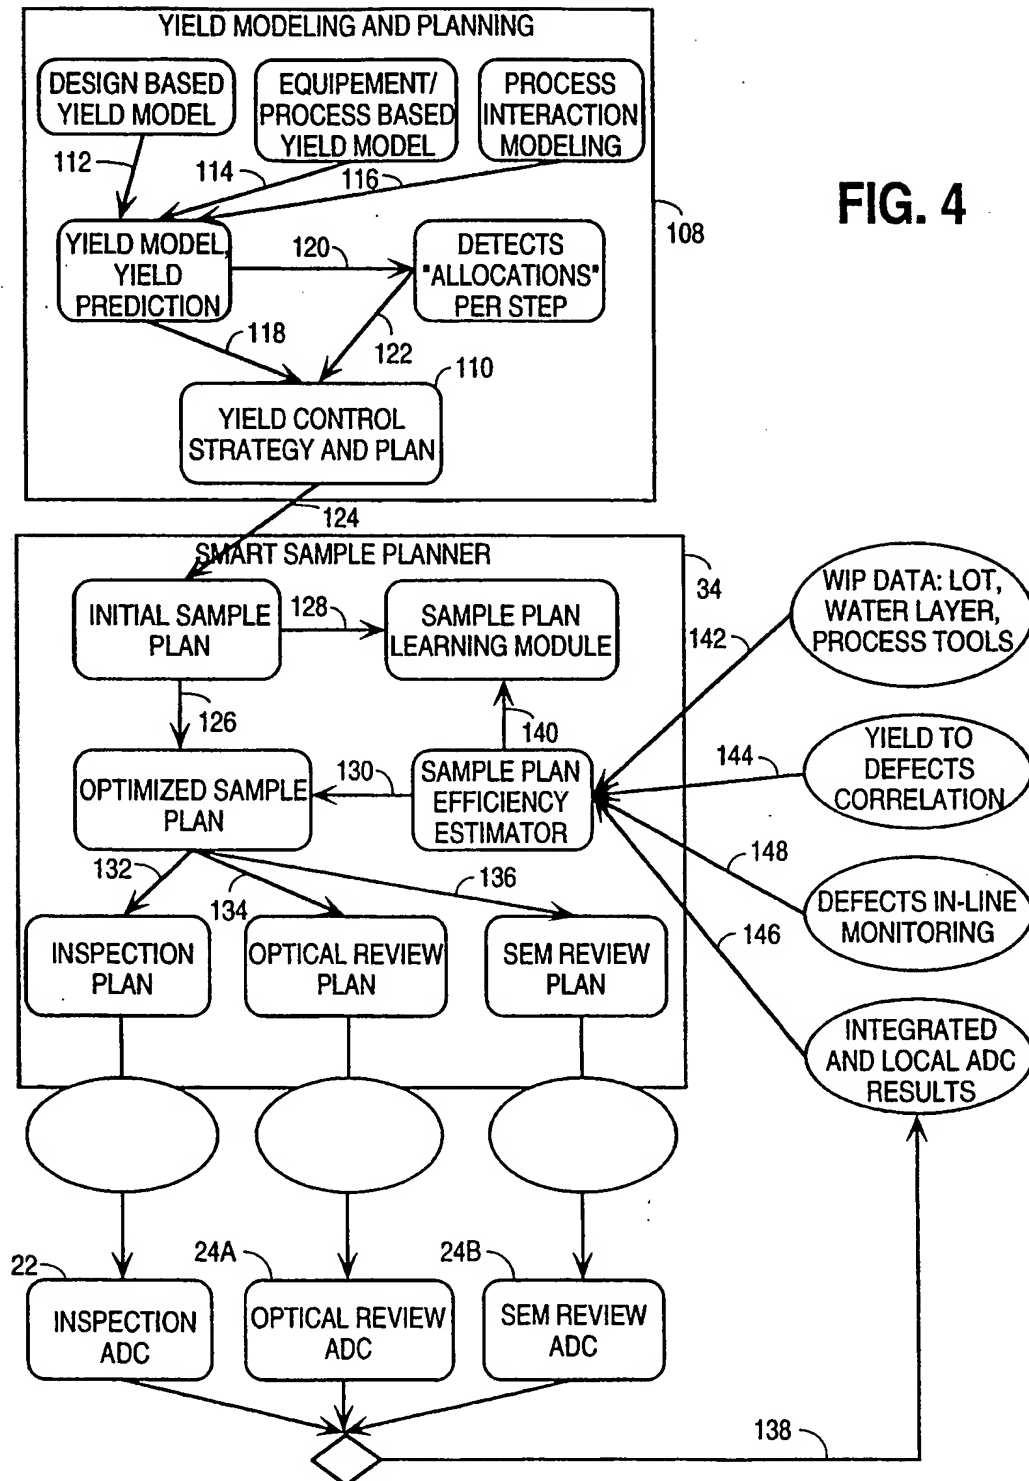 YIELD MODELING AND PLANNING
DESIGN BASED
YIELD MODEL
EQUIPEMENT/
PROCESS BASED
YIELD MODEL
PROCESS
INTERACTION
MODELING
112
114
116
FIG. 4
108
YIELD MODEL,
YIELD
PREDICTION
120
DETECTS
"ALLOCATIONS"
PER STEP
118
122
110
YIELD CONTROL
STRATEGY AND PLAN
124
SMART SAMPLE PLANNER
34
INITIAL SAMPLE
PLAN
128
SAMPLE PLAN
LEARNING MODULE
142
WIP DATA: LOT,
WATER LAYER,
PROCESS TOOLS
126
140
OPTIMIZED SAMPLE
PLAN
130
SAMPLE PLAN
EFFICIENCY
ESTIMATOR
144
YIELD TO
DEFECTS
CORRELATION
132
134
136
148
DEFECTS IN-LINE
MONITORING
146
INSPECTION
PLAN
OPTICAL REVIEW
PLAN
SEM REVIEW
PLAN
INTEGRATED
AND LOCAL ADC
RESULTS
22
24A
24B
INSPECTION
ADC
OPTICAL REVIEW
ADC
SEM REVIEW
ADC
138